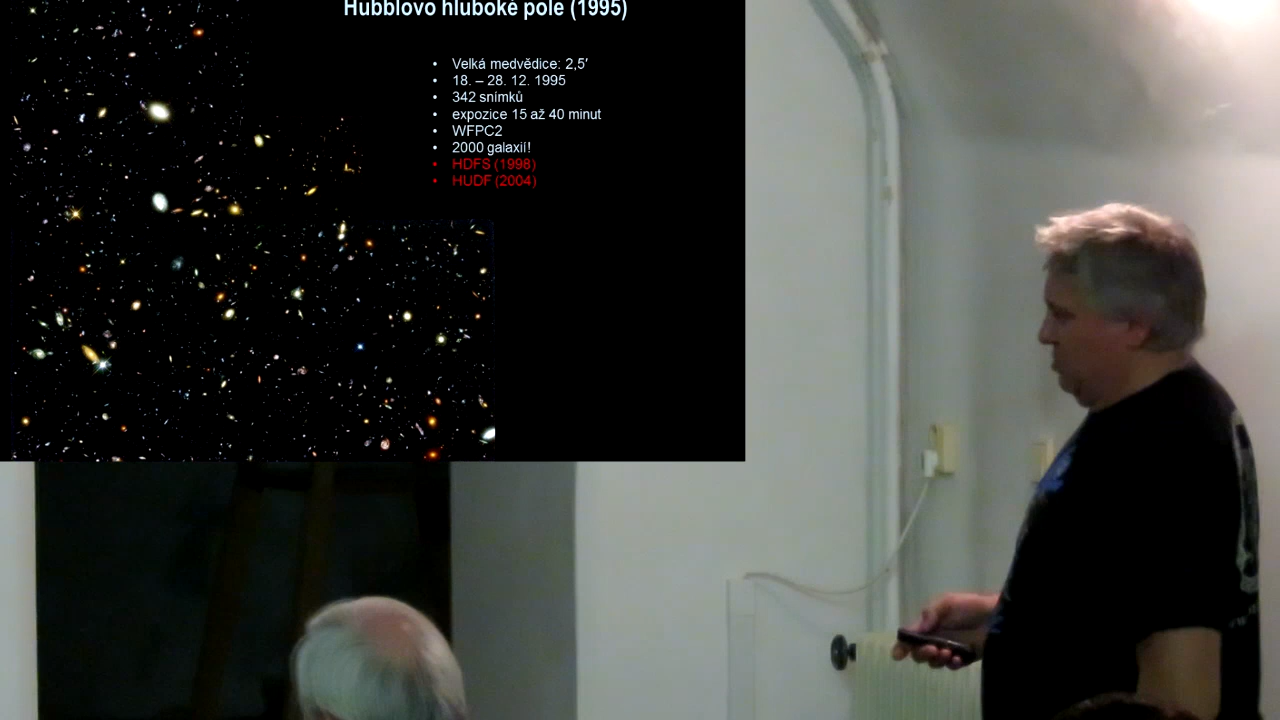 Hubblovo hluboké pole (1995)
• Velká medvědice: 2,5′
• 18. – 28. 12. 1995
• 342 snímků
• expozice 15 až 40 minut
• WFPC2
• 2000 galaxií!
• HDFS (1998)
• HUDF (2004)